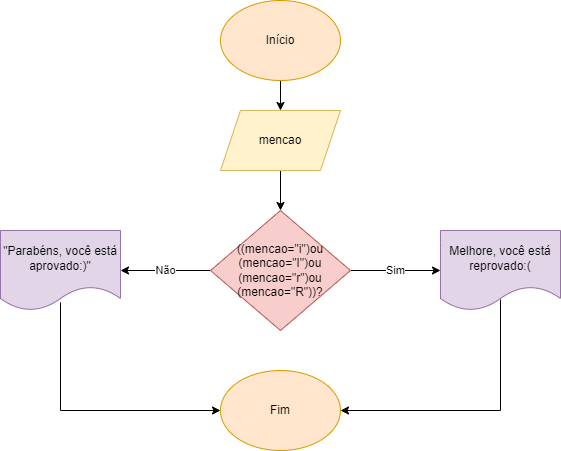 Início
mencao
((mencao="i")ou
(mencao="I")ou
(mencao="r")ou
(mencao="R"))?
"Parabéns, você está
aprovado:)"
Não
Sim
Melhore, você está
reprovado:(
Fim